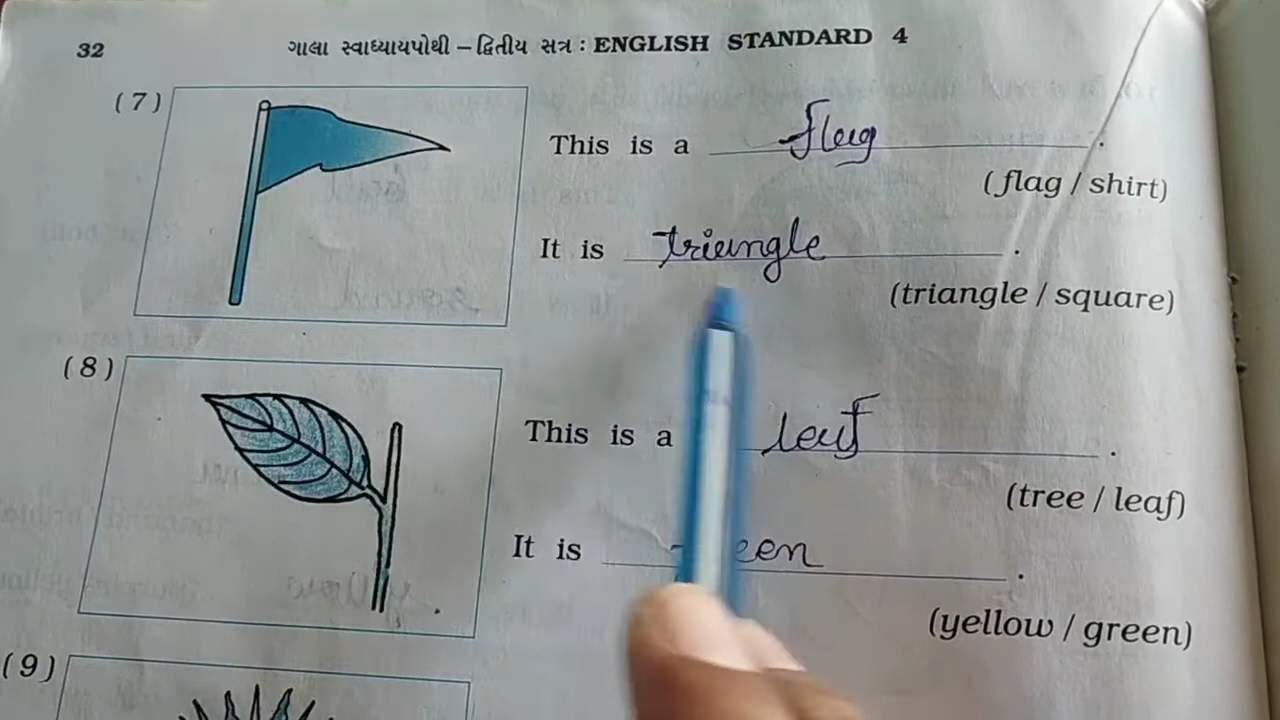 32 ગાલા સ્વાધ્યાયપોથી – દ્વિતીય સત્ર : ENGLISH STANDARD 4
(7)
This is a flag.
(flag / shirt)
It is triangle.
(triangle / square)
(8)
This is a leaf.
(tree / leaf)
It is een.
(yellow / green)
(9)